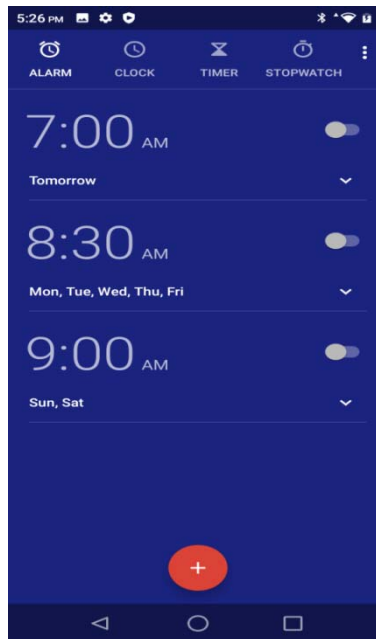 5:26 PM
ALARM CLOCK TIMER STOPWATCH
7:00 AM
Tomorrow
8:30 AM
Mon, Tue, Wed, Thu, Fri
9:00 AM
Sun, Sat